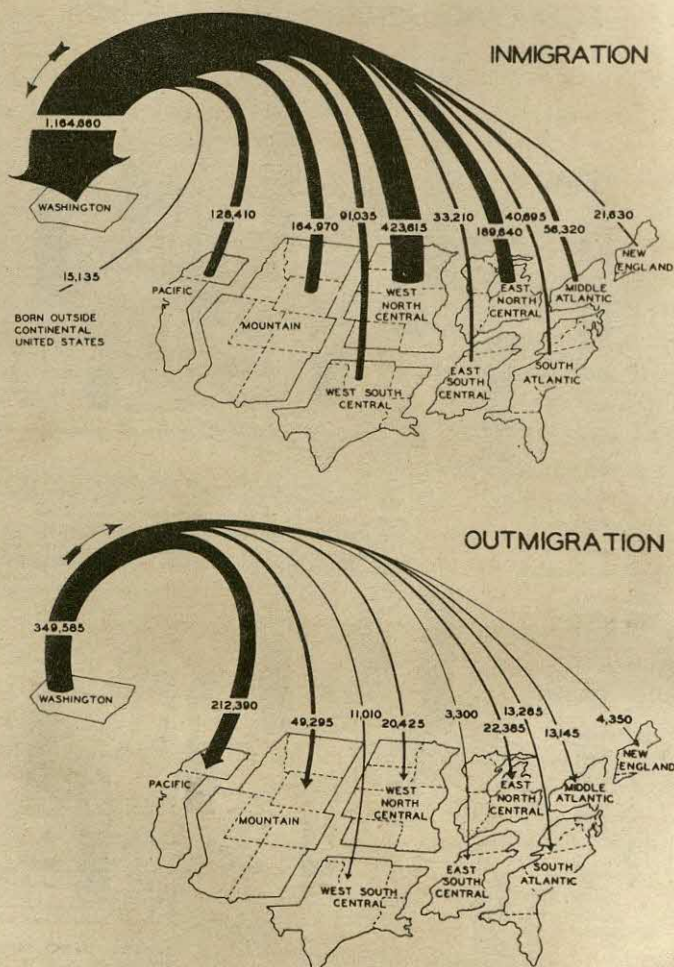 INMIGRATION
1,164,860
WASHINGTON
15,135
BORN OUTSIDE
CONTINENTAL
UNITED STATES
128,410
164,970
91,035
423,615
33,210
189,840
40,695
56,320
21,630
PACIFIC
MOUNTAIN
WEST SOUTH
CENTRAL
WEST
NORTH
CENTRAL
EAST
SOUTH
CENTRAL
EAST
NORTH
CENTRAL
SOUTH
ATLANTIC
MIDDLE
ATLANTIC
NEW
ENGLAND
OUTMIGRATION
349,585
WASHINGTON
212,390
49,295
11,010
20,425
3,300
22,385
13,285
13,145
4,350
PACIFIC
MOUNTAIN
WEST SOUTH
CENTRAL
WEST
NORTH
CENTRAL
EAST
SOUTH
CENTRAL
EAST
NORTH
CENTRAL
SOUTH
ATLANTIC
MIDDLE
ATLANTIC
NEW
ENGLAND